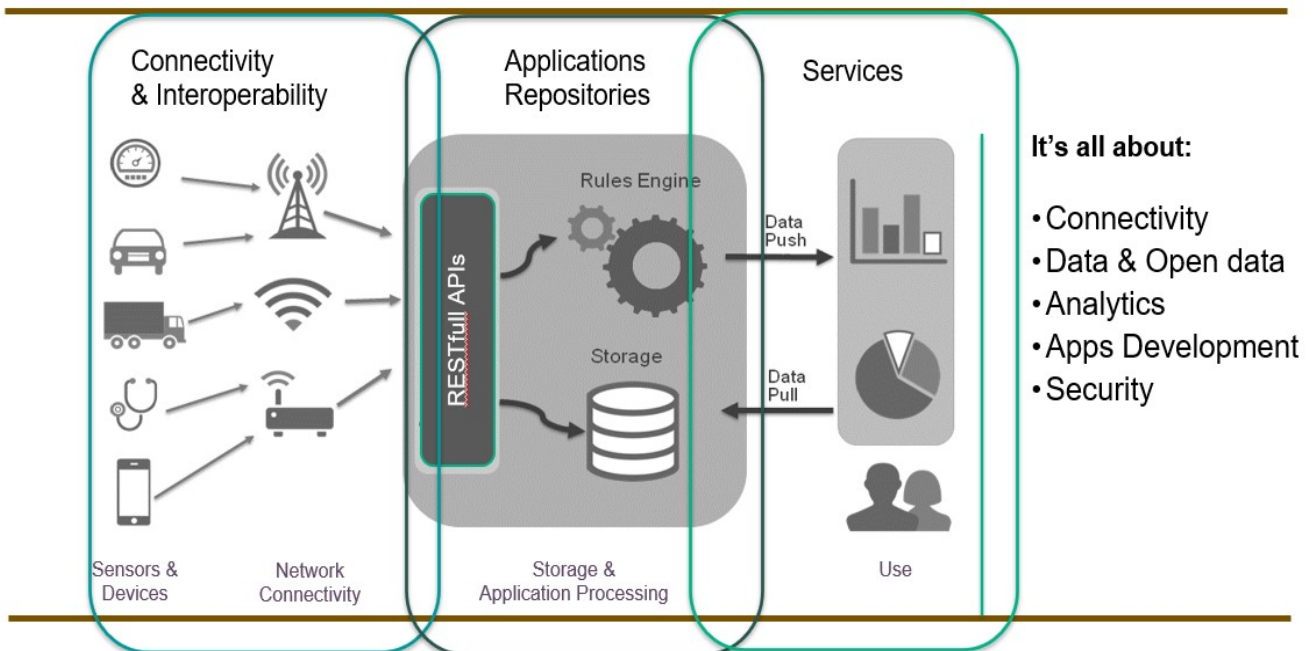 Connectivity
& Interoperability
Applications
Repositories
Services
It's all about:
• Connectivity
• Data & Open data
• Analytics
• Apps Development
• Security
RESTfull APIs
Rules Engine
Storage
Data
Push
Data
Pull
Sensors &
Devices
Network
Connectivity
Storage &
Application Processing
Use